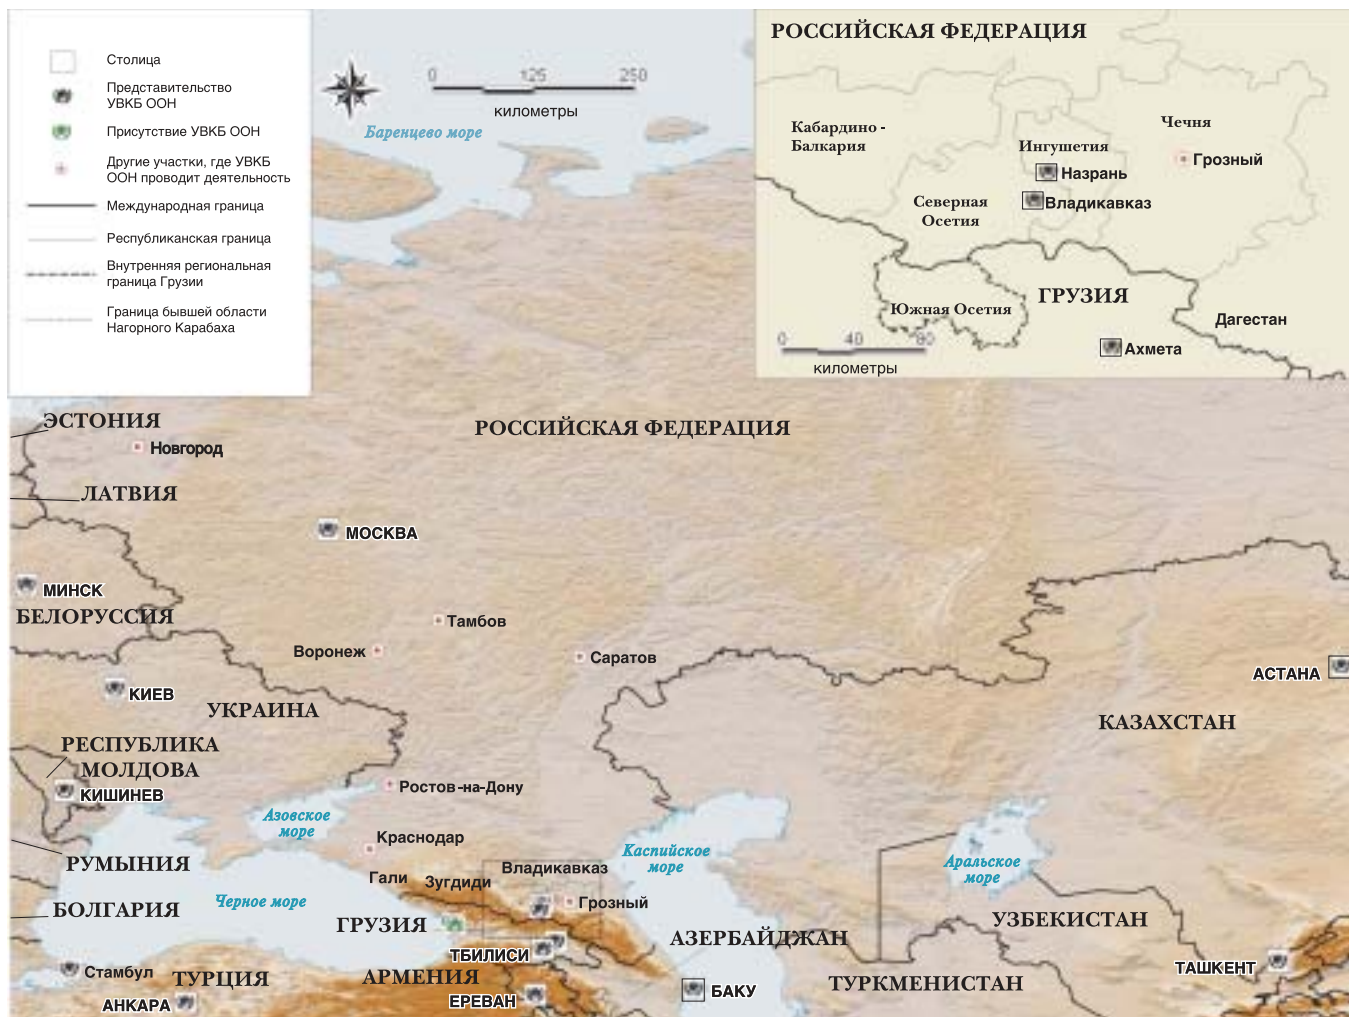 Столица
Представительство
УВКБ ООН
Присутствие УВКБ ООН
Другие участки, где УВКБ
ООН проводит деятельность
Международная граница
Республиканская граница
Внутренняя региональная
граница Грузии
Граница бывшей области
Нагорного Карабаха
0 125 250
километры
Баренцево море
РОССИЙСКАЯ ФЕДЕРАЦИЯ
Кабардино -
Балкария
Чечня
Ингушетия
Грозный
Назрань
Северная
Осетия
Владикавказ
ГРУЗИЯ
Южная Осетия
Дагестан
Ахмета
0 40 80
километры
ЭСТОНИЯ
Новгород
РОССИЙСКАЯ ФЕДЕРАЦИЯ
ЛАТВИЯ
МОСКВА
МИНСК
БЕЛОРУССИЯ
Тамбов
Воронеж
Саратов
АСТАНА
КИЕВ
УКРАИНА
КАЗАХСТАН
РЕСПУБЛИКА
МОЛДОВА
КИШИНЕВ
Ростов-на-Дону
Азовское
море
Краснодар
Каспийское
море
Аральское
море
РУМЫНИЯ
Владикавказ
Гали
Зугдиди
Грозный
Черное море
БОЛГАРИЯ
ГРУЗИЯ
УЗБЕКИСТАН
АЗЕРБАЙДЖАН
ТБИЛИСИ
Стамбул
ТУРЦИЯ
АРМЕНИЯ
ТАШКЕНТ
ТУРКМЕНИСТАН
АНКАРА
ЕРЕВАН
БАКУ